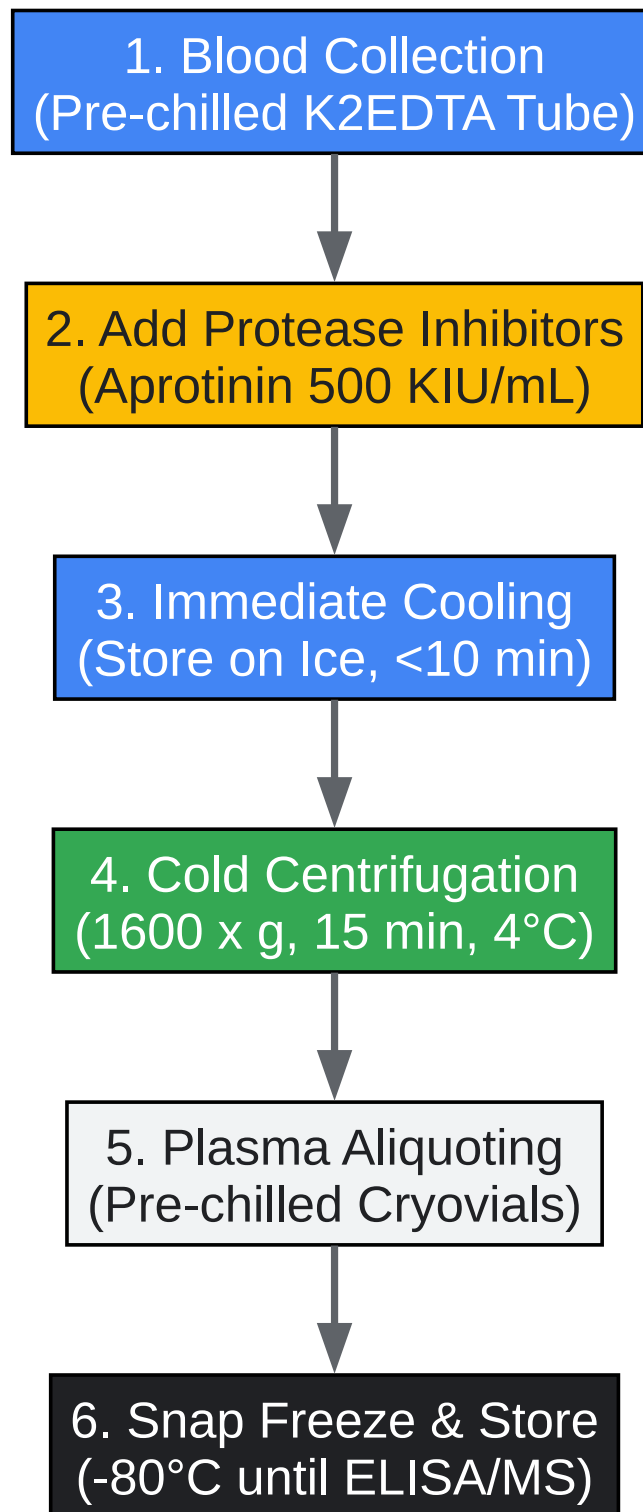 1. Blood Collection
(Pre-chilled K2EDTA Tube)
2. Add Protease Inhibitors
(Aprotinin 500 KIU/mL)
3. Immediate Cooling
(Store on Ice, <10 min)
4. Cold Centrifugation
(1600 x g, 15 min, 4°C)
5. Plasma Aliquoting
(Pre-chilled Cryovials)
6. Snap Freeze & Store
(-80°C until ELISA/MS)